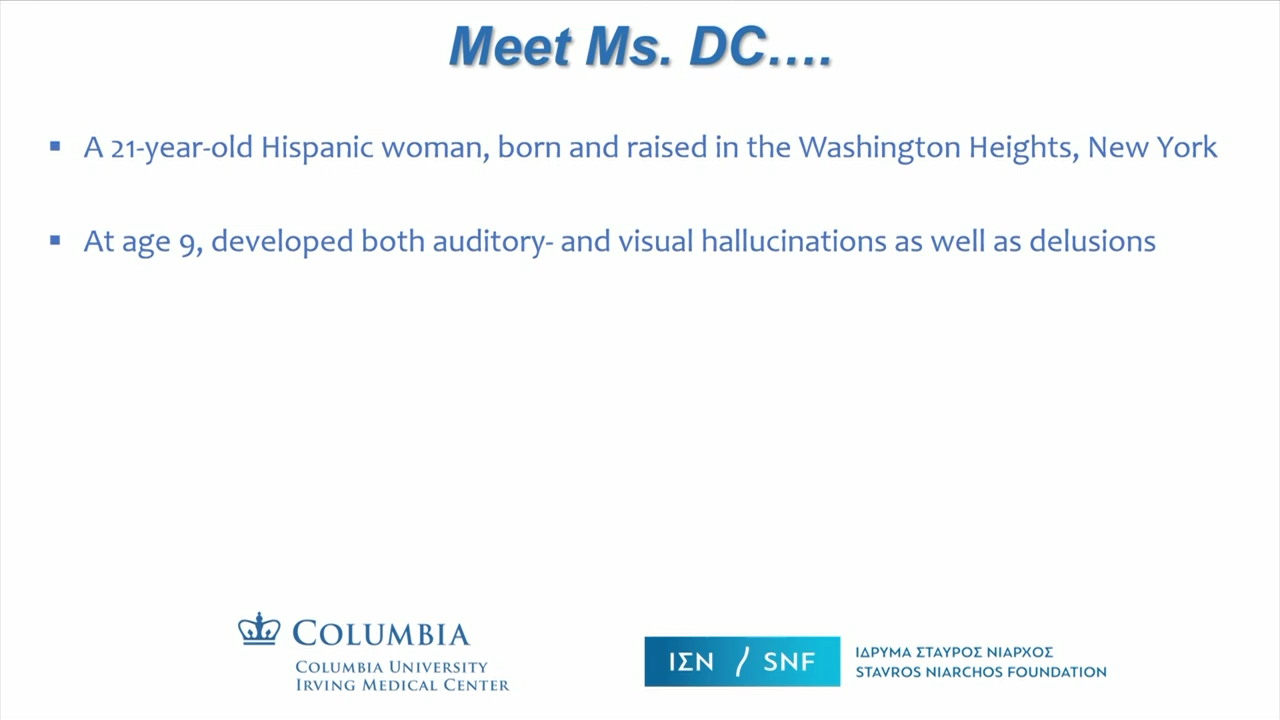 Meet Ms. DC....
▪ A 21-year-old Hispanic woman, born and raised in the Washington Heights, New York
▪ At age 9, developed both auditory- and visual hallucinations as well as delusions
COLUMBIA
COLUMBIA UNIVERSITY
IRVING MEDICAL CENTER
ΙΣΝ / SNF
ΙΔΡΥΜΑ ΣΤΑΥΡΟΣ ΝΙΑΡΧΟΣ
STAVROS NIARCHOS FOUNDATION